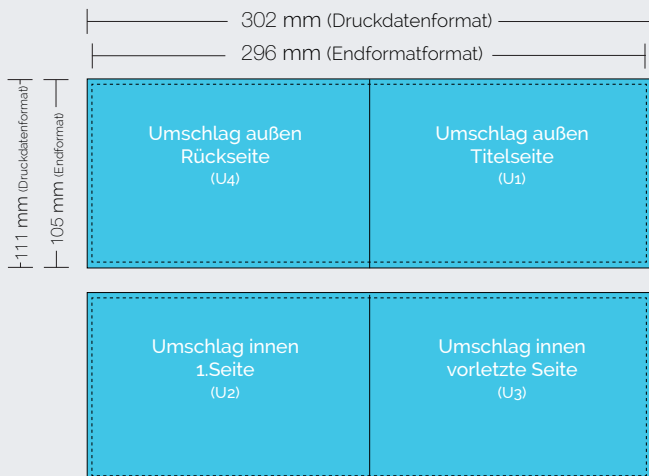 302 mm (Druckdatenformat)
296 mm (Endformatformat)
111 mm (Druckdatenformat)
105 mm (Endformat)
Umschlag außen
Rückseite
(U4)
Umschlag außen
Titelseite
(U1)
Umschlag innen
1.Seite
(U2)
Umschlag innen
vorletzte Seite
(U3)